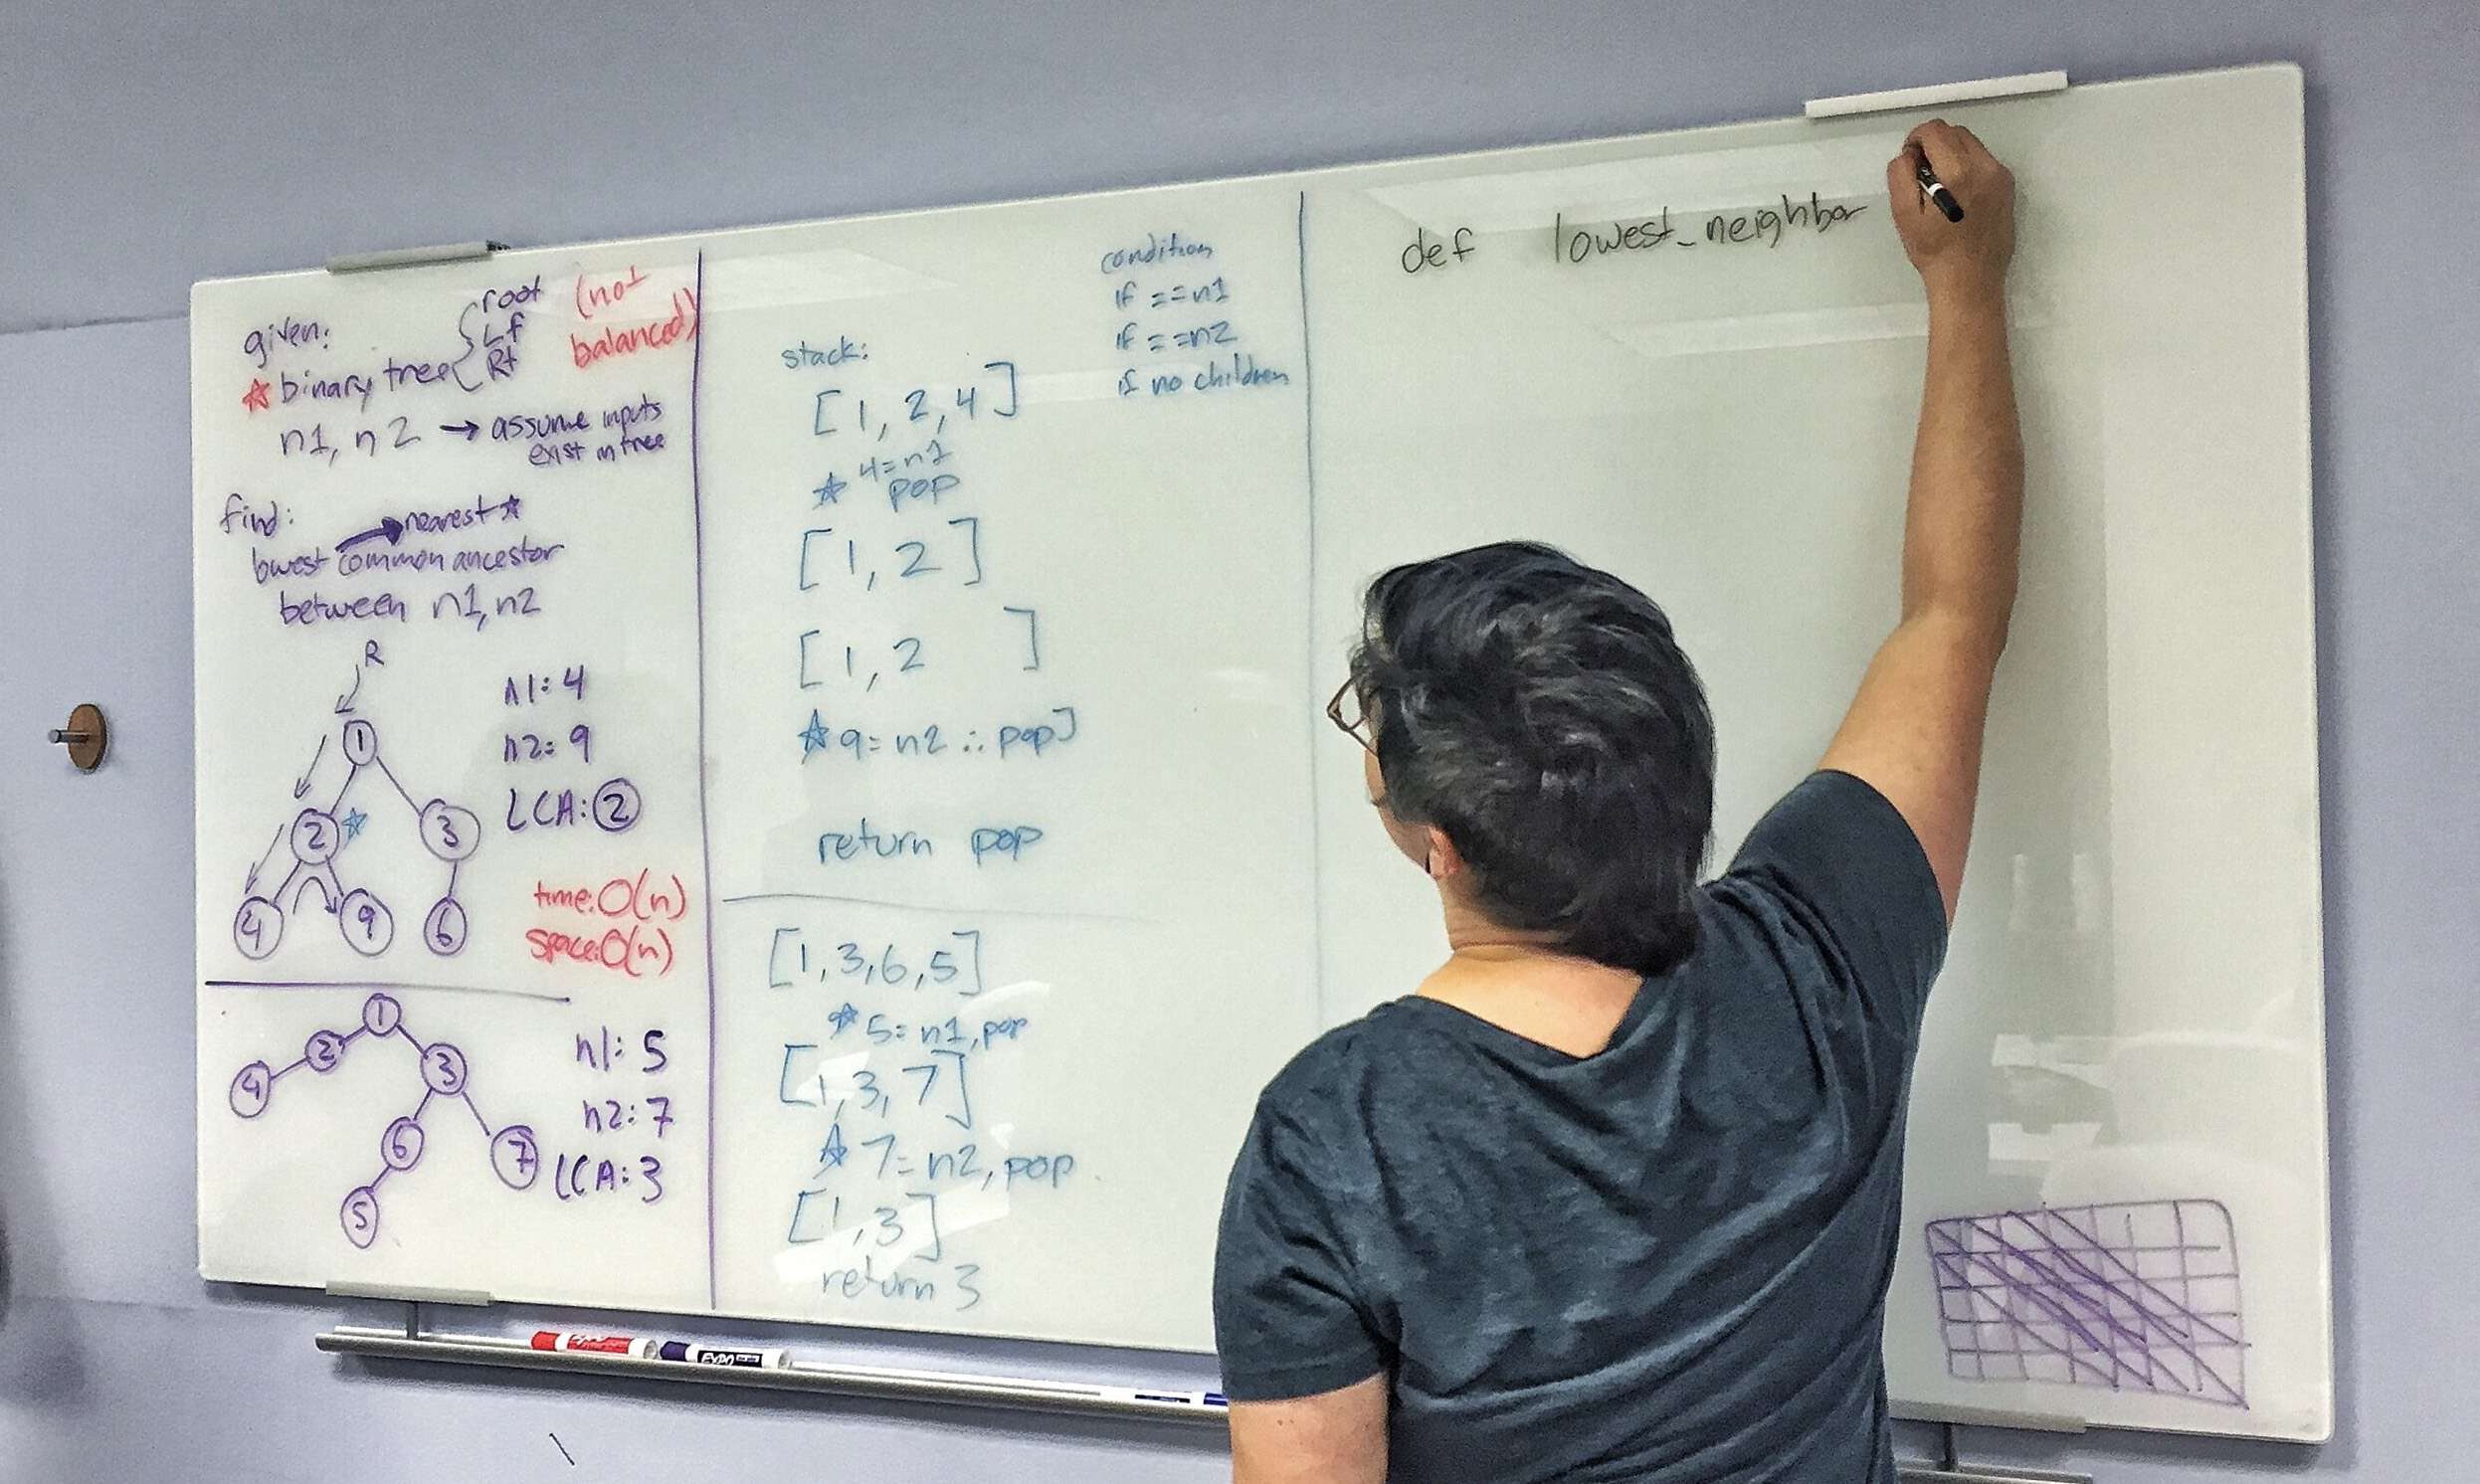 given:
★ binary tree { root
Lf
Rt
(not
balanced)
n1, n2 → assume inputs
exist in tree
find:
nearest ★
lowest common ancestor
between n1, n2
R
1
2 ★ 3
4 9 6
n1: 4
n2: 9
LCA: 2
time: O(n)
space: O(n)
1
2 3
4 6 7
5
n1: 5
n2: 7
LCA: 3
condition
if ==n1
if ==n2
if no children
stack:
[1, 2, 4]
4=n1
★ pop
[1, 2]
[1, 2 ]
★ 9=n2 ∴ pop]
return pop
[1,3,6,5]
★ 5=n1, pop
[1,3,7]
★ 7=n2, pop
[1,3]
return 3
def lowest_neighbor
EXPO